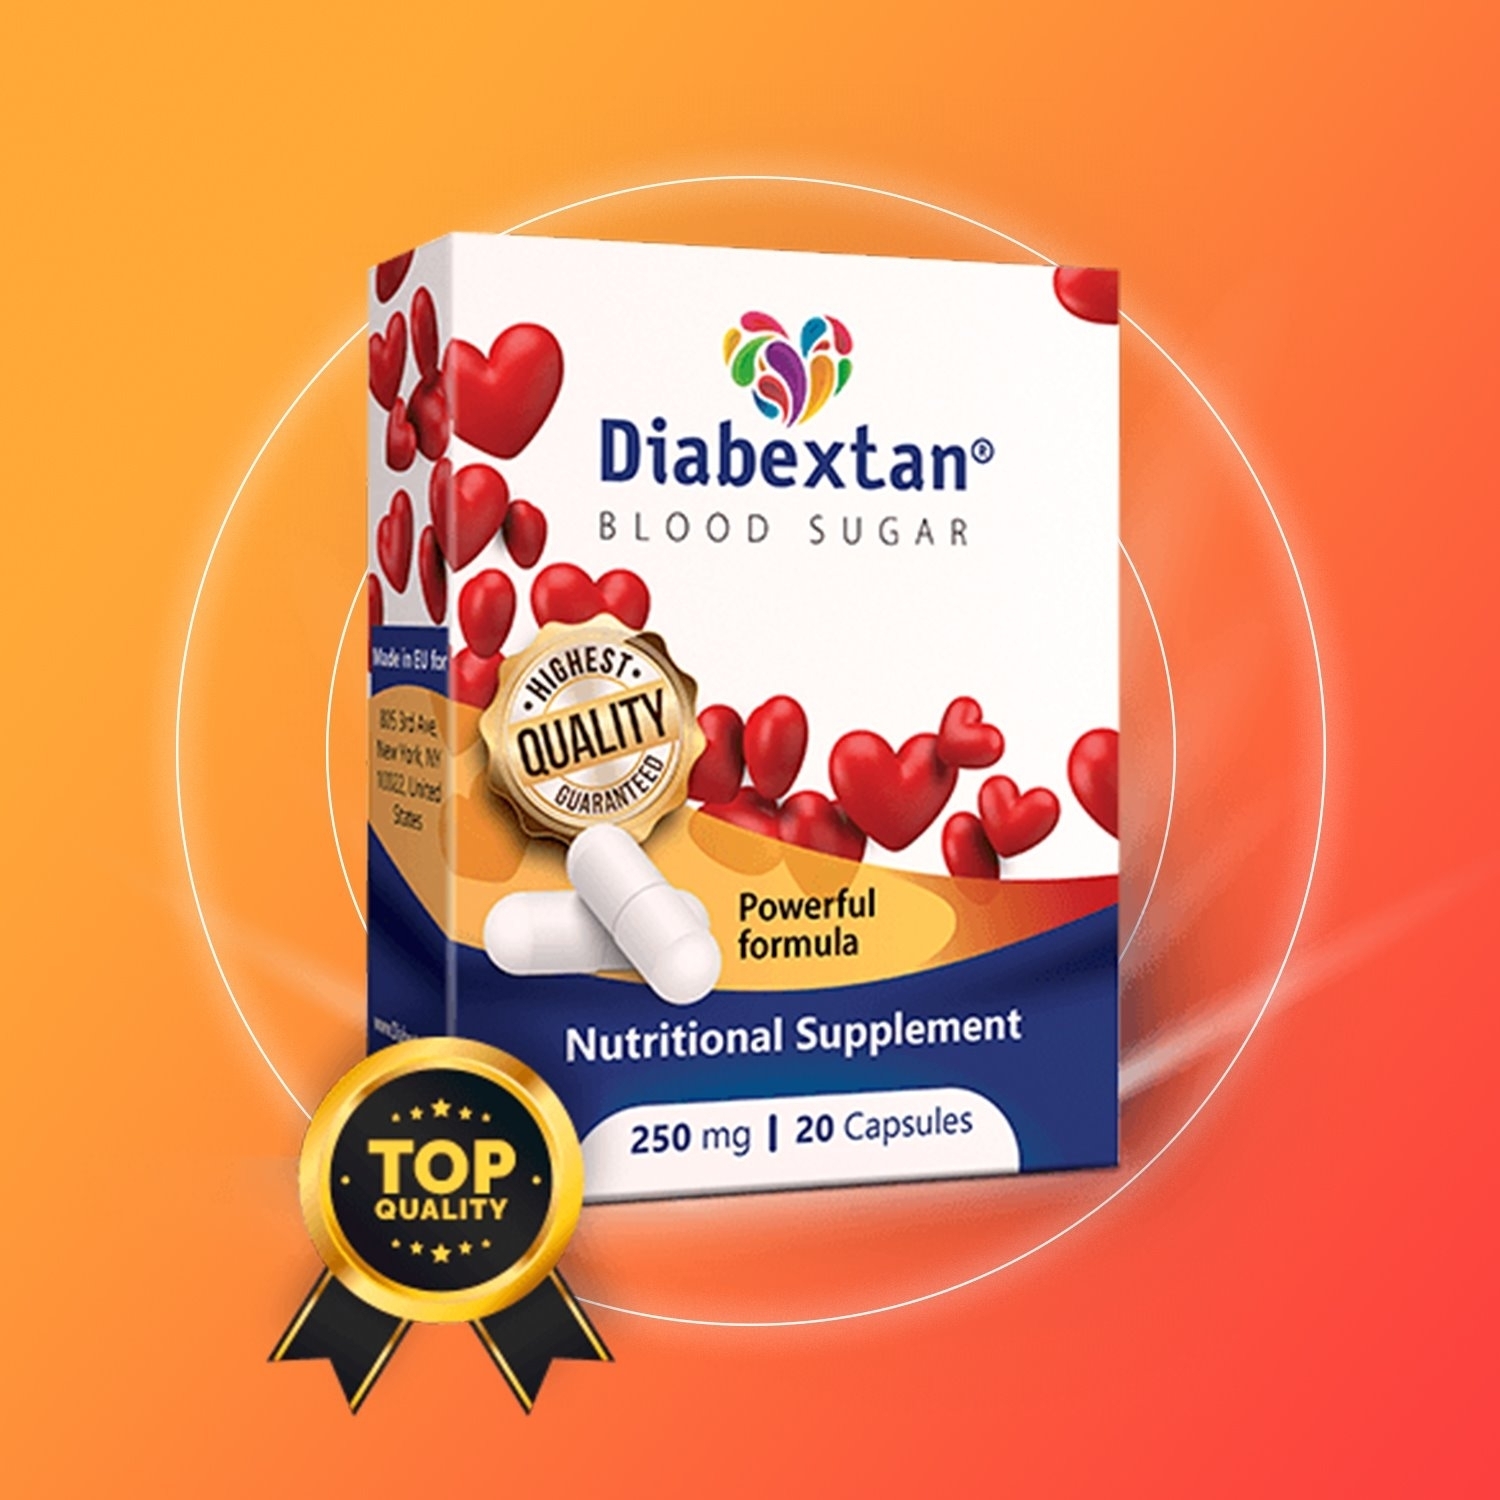 Diabextan®
BLOOD SUGAR
HIGHEST
QUALITY
GUARANTEED
Made in EU for
805 3rd Ave,
New York, NY
10022, United
States
Powerful
formula
Nutritional Supplement
250 mg | 20 Capsules
TOP
QUALITY